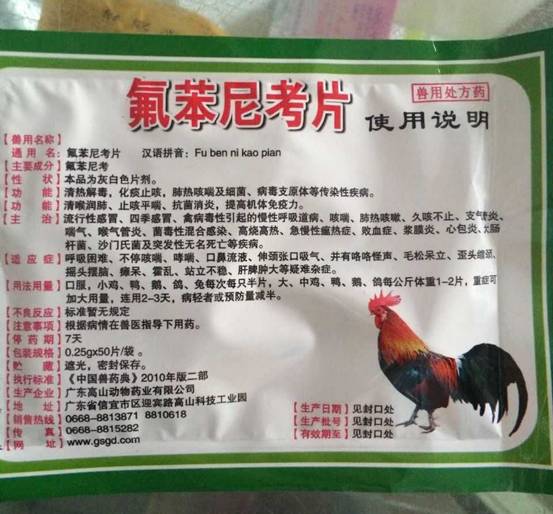 氟苯尼考片 使用说明
兽用处方药
【兽用名称】
通用名：氟苯尼考片 汉语拼音：Fu ben ni kao pian
【主要成分】氟苯尼考
【性状】本品为灰白色片剂。
【功能】清热解毒，化痰止咳，肺热咳喘及细菌、病毒支原体等传染性疾病。
【功能】清喉润肺、止咳平喘、抗菌消炎，提高机体免疫力。
【主治】流行性感冒、四季感冒、禽病毒性引起的慢性呼吸道病、咳喘、肺热咳嗽、久咳不止、支气管炎、
气喘、喉气管炎、菌毒性混合感染、高烧高热、急慢性瘟热症、败血症、浆膜炎、心包炎、大肠
杆菌、沙门氏菌及突发性无名死亡等疾病。
【适应症】呼吸困难、不停咳喘、哮喘、口鼻流液、伸颈张口吸气、并有咯咯怪声、毛松呆立、歪头缩颈、
摇头摆脑、瘫呆、霍乱、站立不稳、肝脾肿大等疑难杂症。
【用法用量】口服，小鸡、鸭、鹅、鸽、兔每次每只半片，大、中鸡、鸭、鹅、鸽每公斤体重1-2片，重症可
加大用量，连用2-3天，病轻者或预防量减半。
【不良反应】标准暂无规定
【注意事项】根据病情在兽医指导下用药。
【停药期】7天
【包装规格】0.25gx50片/袋。
【贮藏】遮光，密封保存。
【执行标准】《中国兽药典》2010年版二部
【生产企业】广东高山动物药业有限公司
【地址】广东省信宜市区迎宾路高山科技工业园
【销售热线】0668-8813871 8810618
【传真】0668-8815282
【网址】www.gsgd.com
【生产日期】见封口处
【生产批号】见封口处
【有效期至】见封口处